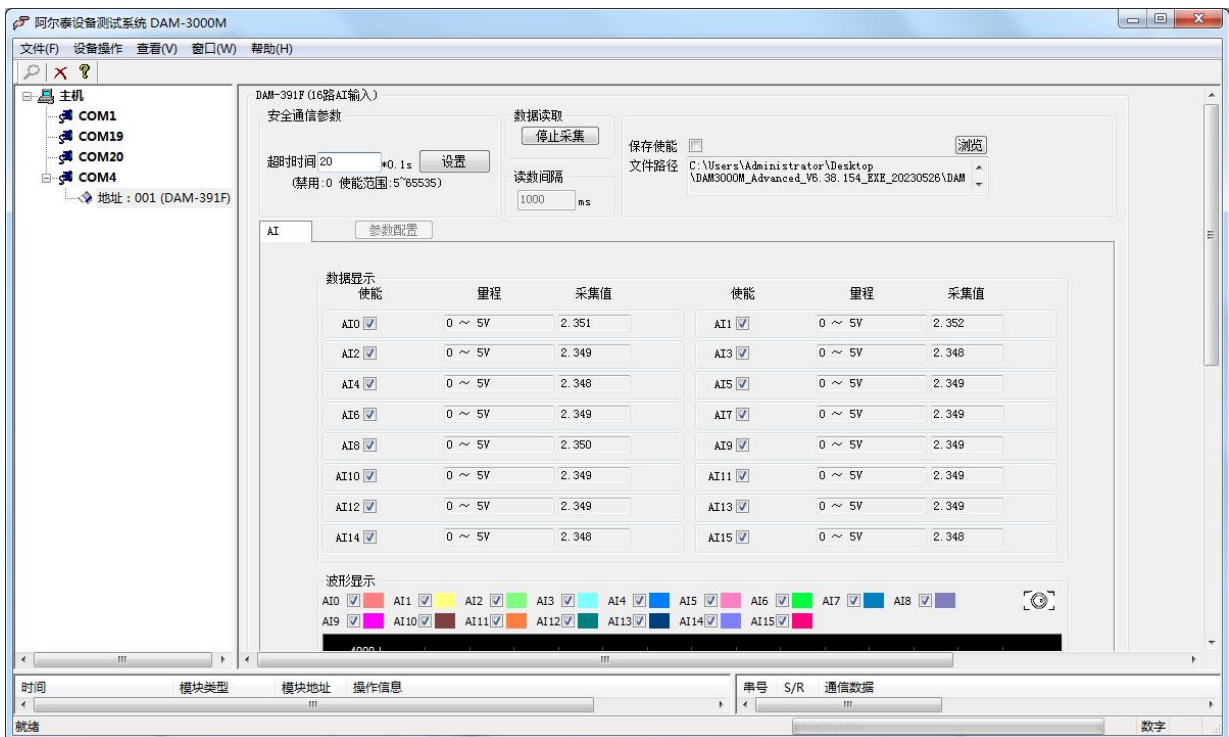 阿尔泰设备测试系统 DAM-3000M
文件(F) 设备操作 查看(V) 窗口(W) 帮助(H)
主机
COM1
COM19
COM20
COM4
地址：001 (DAM-391F)
DAM-391F(16路AI输入)
安全通信参数
超时时间 20 *0.1s 设置
(禁用:0 使能范围:5~65535)
数据读取
停止采集
读数间隔
1000 ms
保存使能 浏览
文件路径 C:\Users\Administrator\Desktop
\DAM3000M_Advanced_V6.38.154_EXE_20230526\DAM
AI 参数配置
数据显示
使能 量程 采集值 使能 量程 采集值
AI0 0 ~ 5V 2.351 AI1 0 ~ 5V 2.352
AI2 0 ~ 5V 2.349 AI3 0 ~ 5V 2.348
AI4 0 ~ 5V 2.348 AI5 0 ~ 5V 2.349
AI6 0 ~ 5V 2.349 AI7 0 ~ 5V 2.349
AI8 0 ~ 5V 2.350 AI9 0 ~ 5V 2.349
AI10 0 ~ 5V 2.349 AI11 0 ~ 5V 2.349
AI12 0 ~ 5V 2.349 AI13 0 ~ 5V 2.349
AI14 0 ~ 5V 2.348 AI15 0 ~ 5V 2.348
波形显示
AI0 AI1 AI2 AI3 AI4 AI5 AI6 AI7 AI8
AI9 AI10 AI11 AI12 AI13 AI14 AI15
时间 模块类型 模块地址 操作信息 串号 S/R 通信数据
就绪 数字